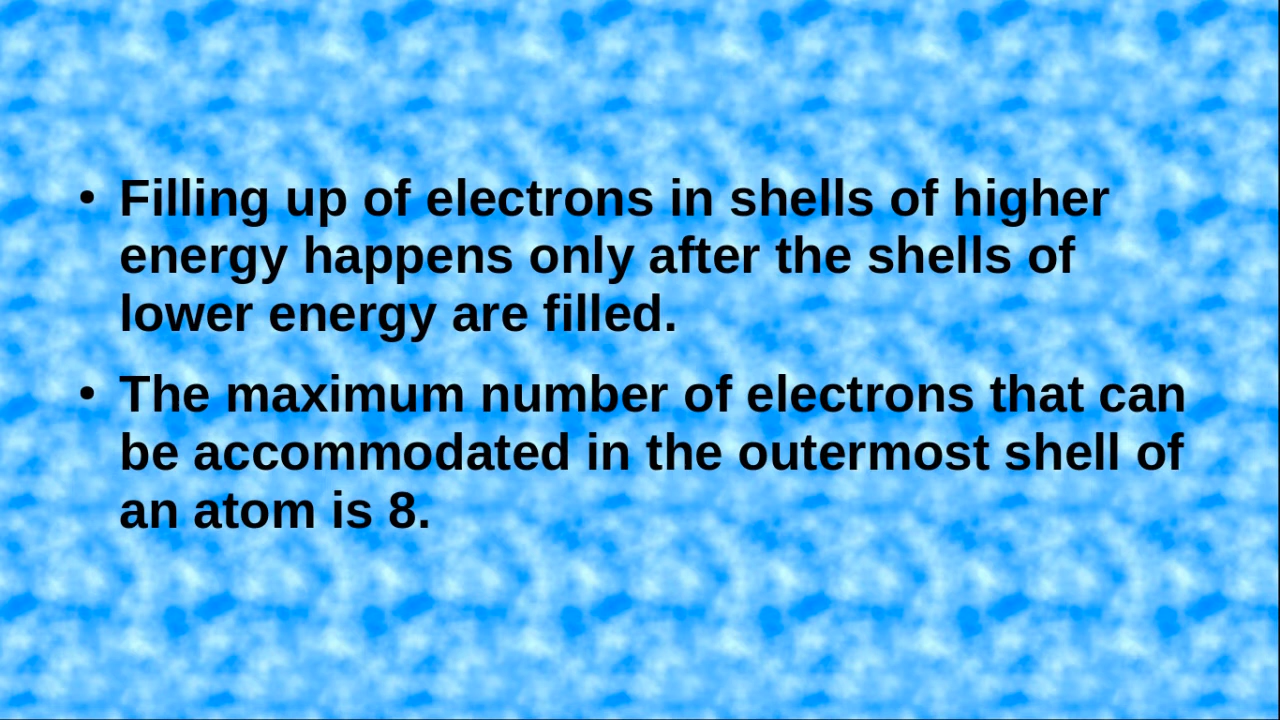 • Filling up of electrons in shells of higher
energy happens only after the shells of
lower energy are filled.
• The maximum number of electrons that can
be accommodated in the outermost shell of
an atom is 8.